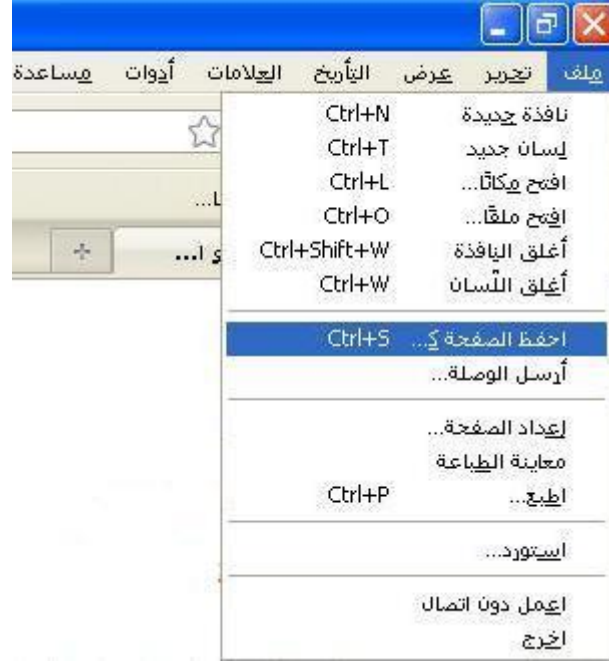 ملف تحرير عرض التأريخ العلامات أدوات مساعدة
نافذة جديدة Ctrl+N
لسان جديد Ctrl+T
افتح مكانًا... Ctrl+L
افتح ملفًا... Ctrl+O
أغلق النافذة Ctrl+Shift+W
أغلق اللّسان Ctrl+W
احفظ الصفحة ك... Ctrl+S
أرسل الوصلة...
إعداد الصفحة...
معاينة الطباعة
اطبع... Ctrl+P
استورد...
اعمل دون اتصال
اخرج